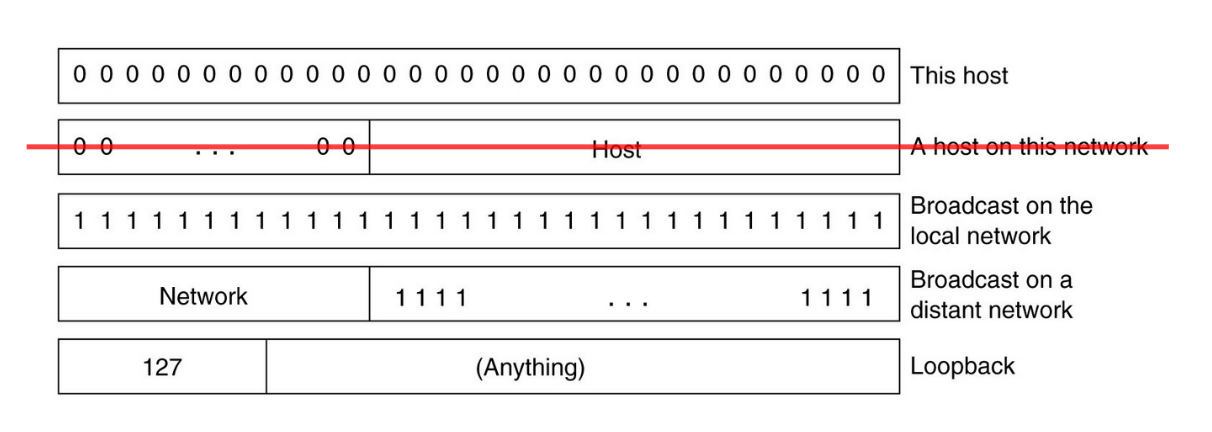 0 0 0 0 0 0 0 0 0 0 0 0 0 0 0 0 0 0 0 0 0 0 0 0 0 0 0 0 0 0 0 0 This host
0 0 ... 0 0 Host A host on this network
1 1 1 1 1 1 1 1 1 1 1 1 1 1 1 1 1 1 1 1 1 1 1 1 1 1 1 1 1 1 1 1 Broadcast on the
local network
Network 1 1 1 1 ... 1 1 1 1 Broadcast on a
distant network
127 (Anything) Loopback